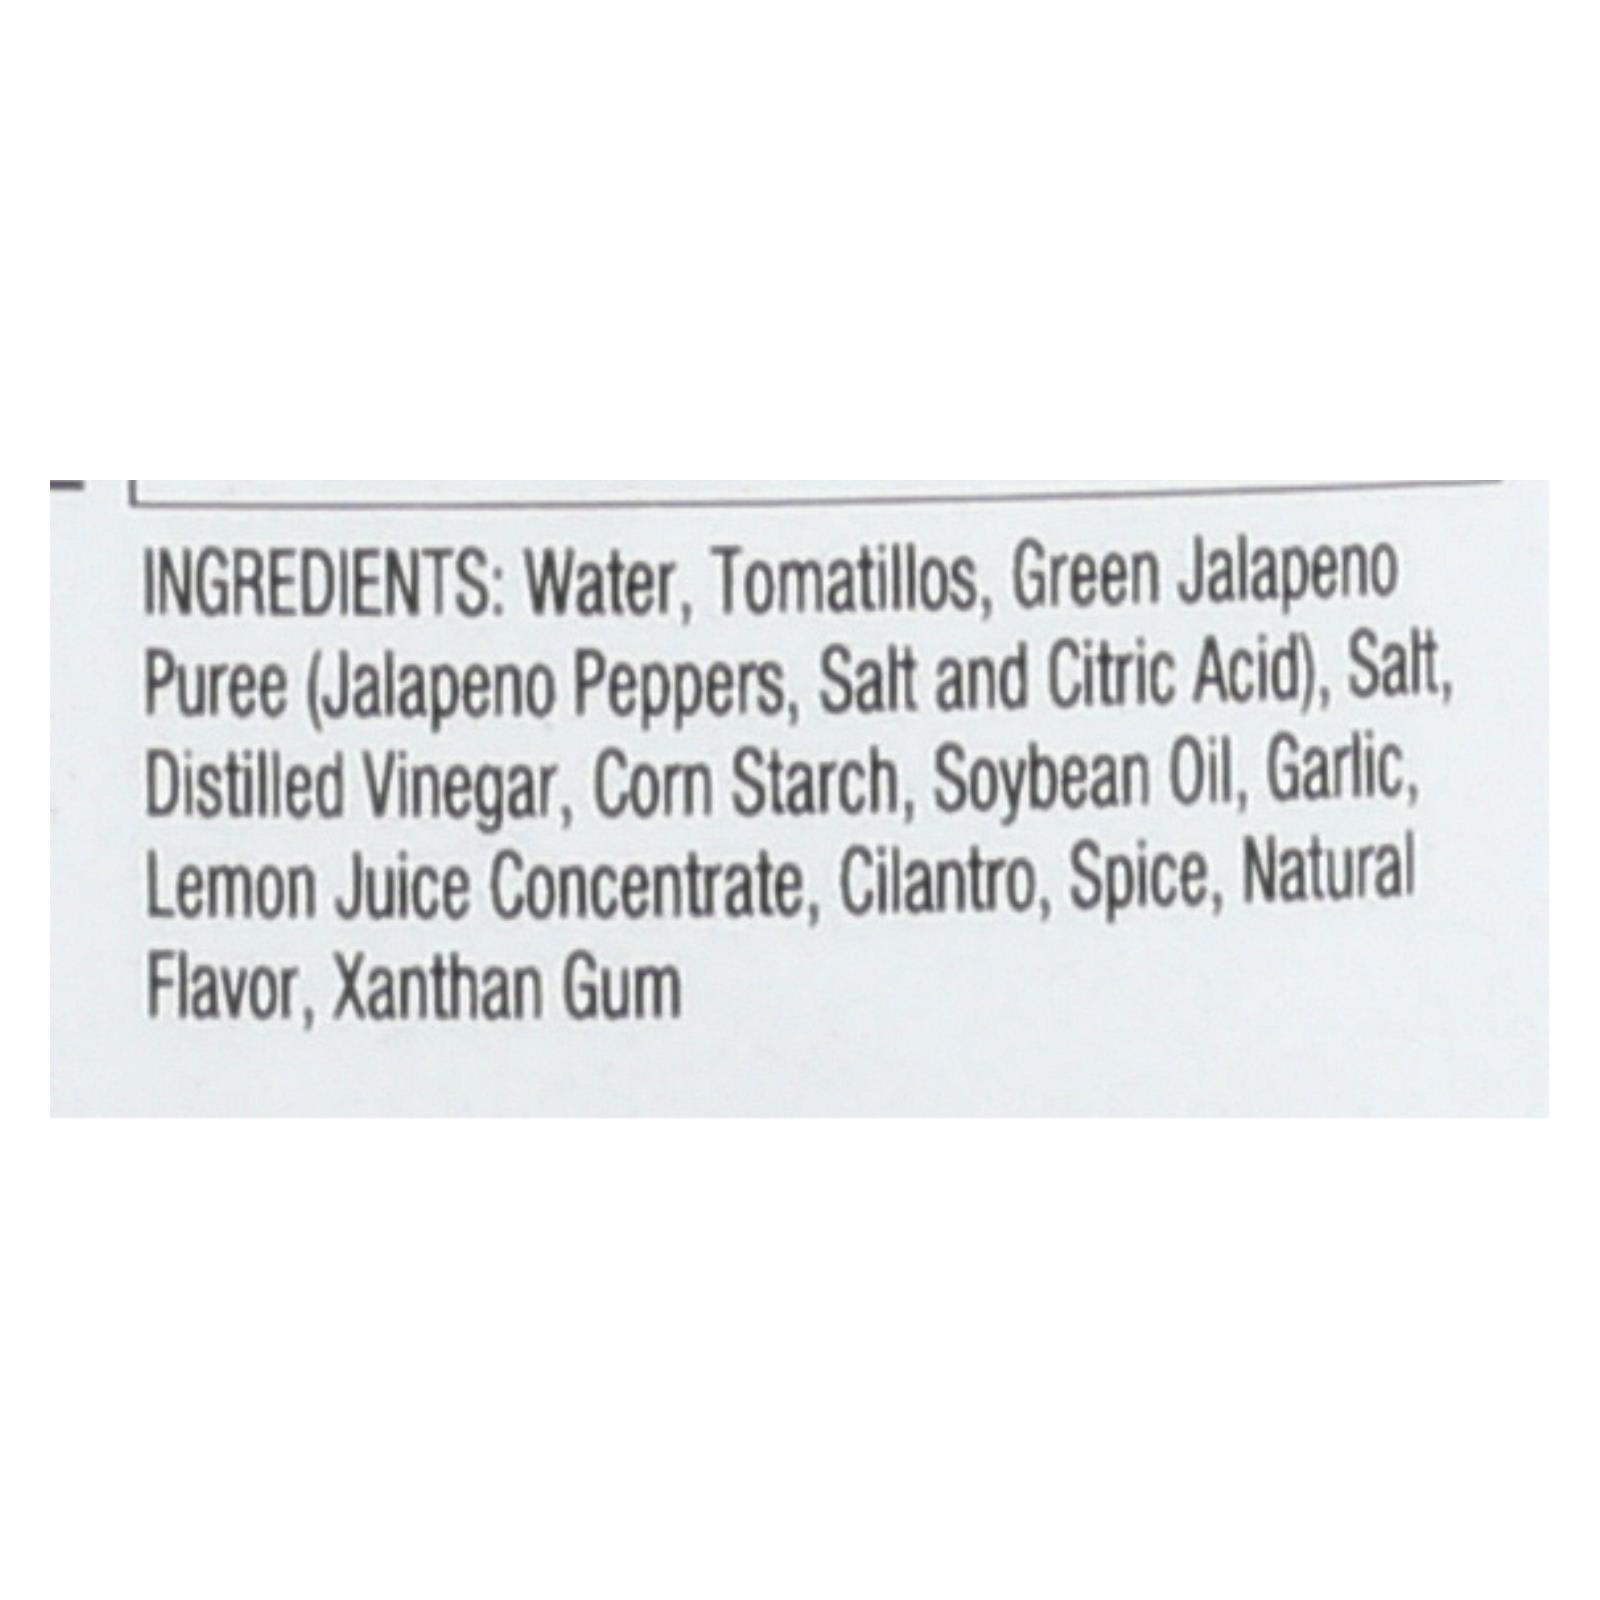 INGREDIENTS: Water, Tomatillos, Green Jalapeno
Puree (Jalapeno Peppers, Salt and Citric Acid), Salt,
Distilled Vinegar, Corn Starch, Soybean Oil, Garlic,
Lemon Juice Concentrate, Cilantro, Spice, Natural
Flavor, Xanthan Gum